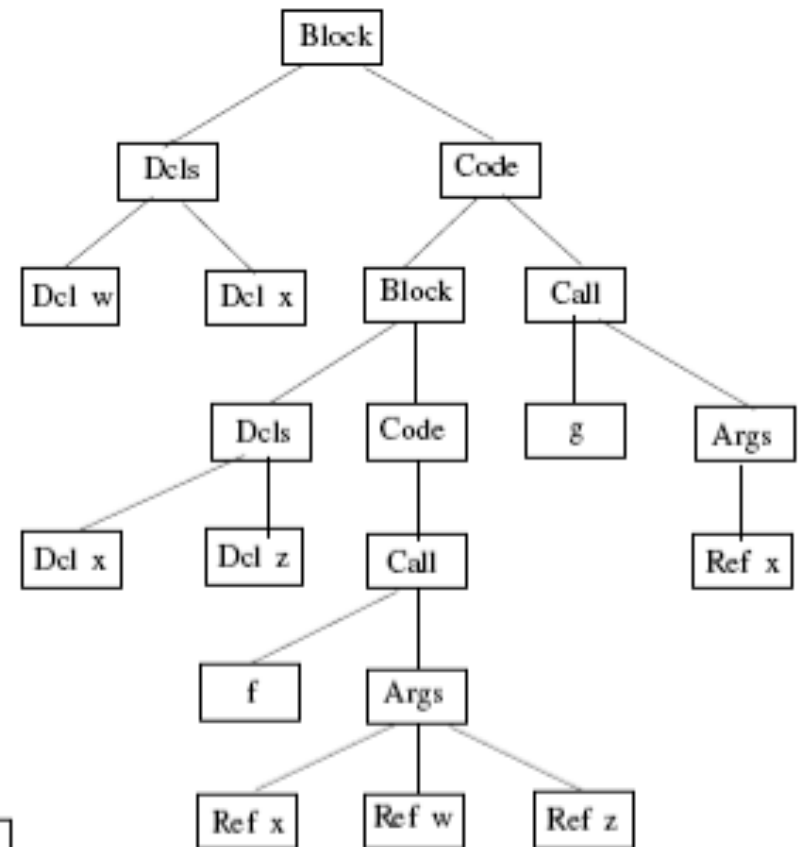 Block
Dcls
Code
Dcl w
Dcl x
Block
Call
Dcls
Code
g
Args
Dcl x
Dcl z
Call
Ref x
f
Args
Ref x
Ref w
Ref z